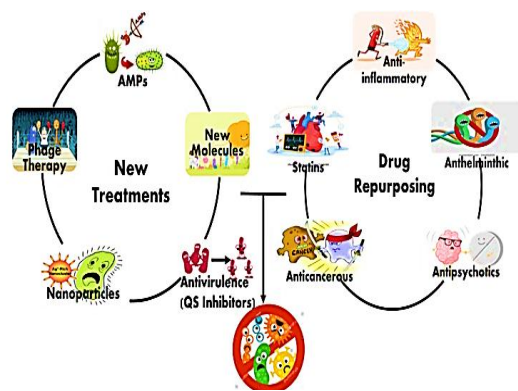 AMPs
Phage
Therapy
New
Molecules
New
Treatments
Nanoparticles
Antivirulence
(QS Inhibitors)
Anti-
inflammatory
Statins
Drug
Repurposing
Anthelminthic
CANCER
Anticancerous
Antipsychotics